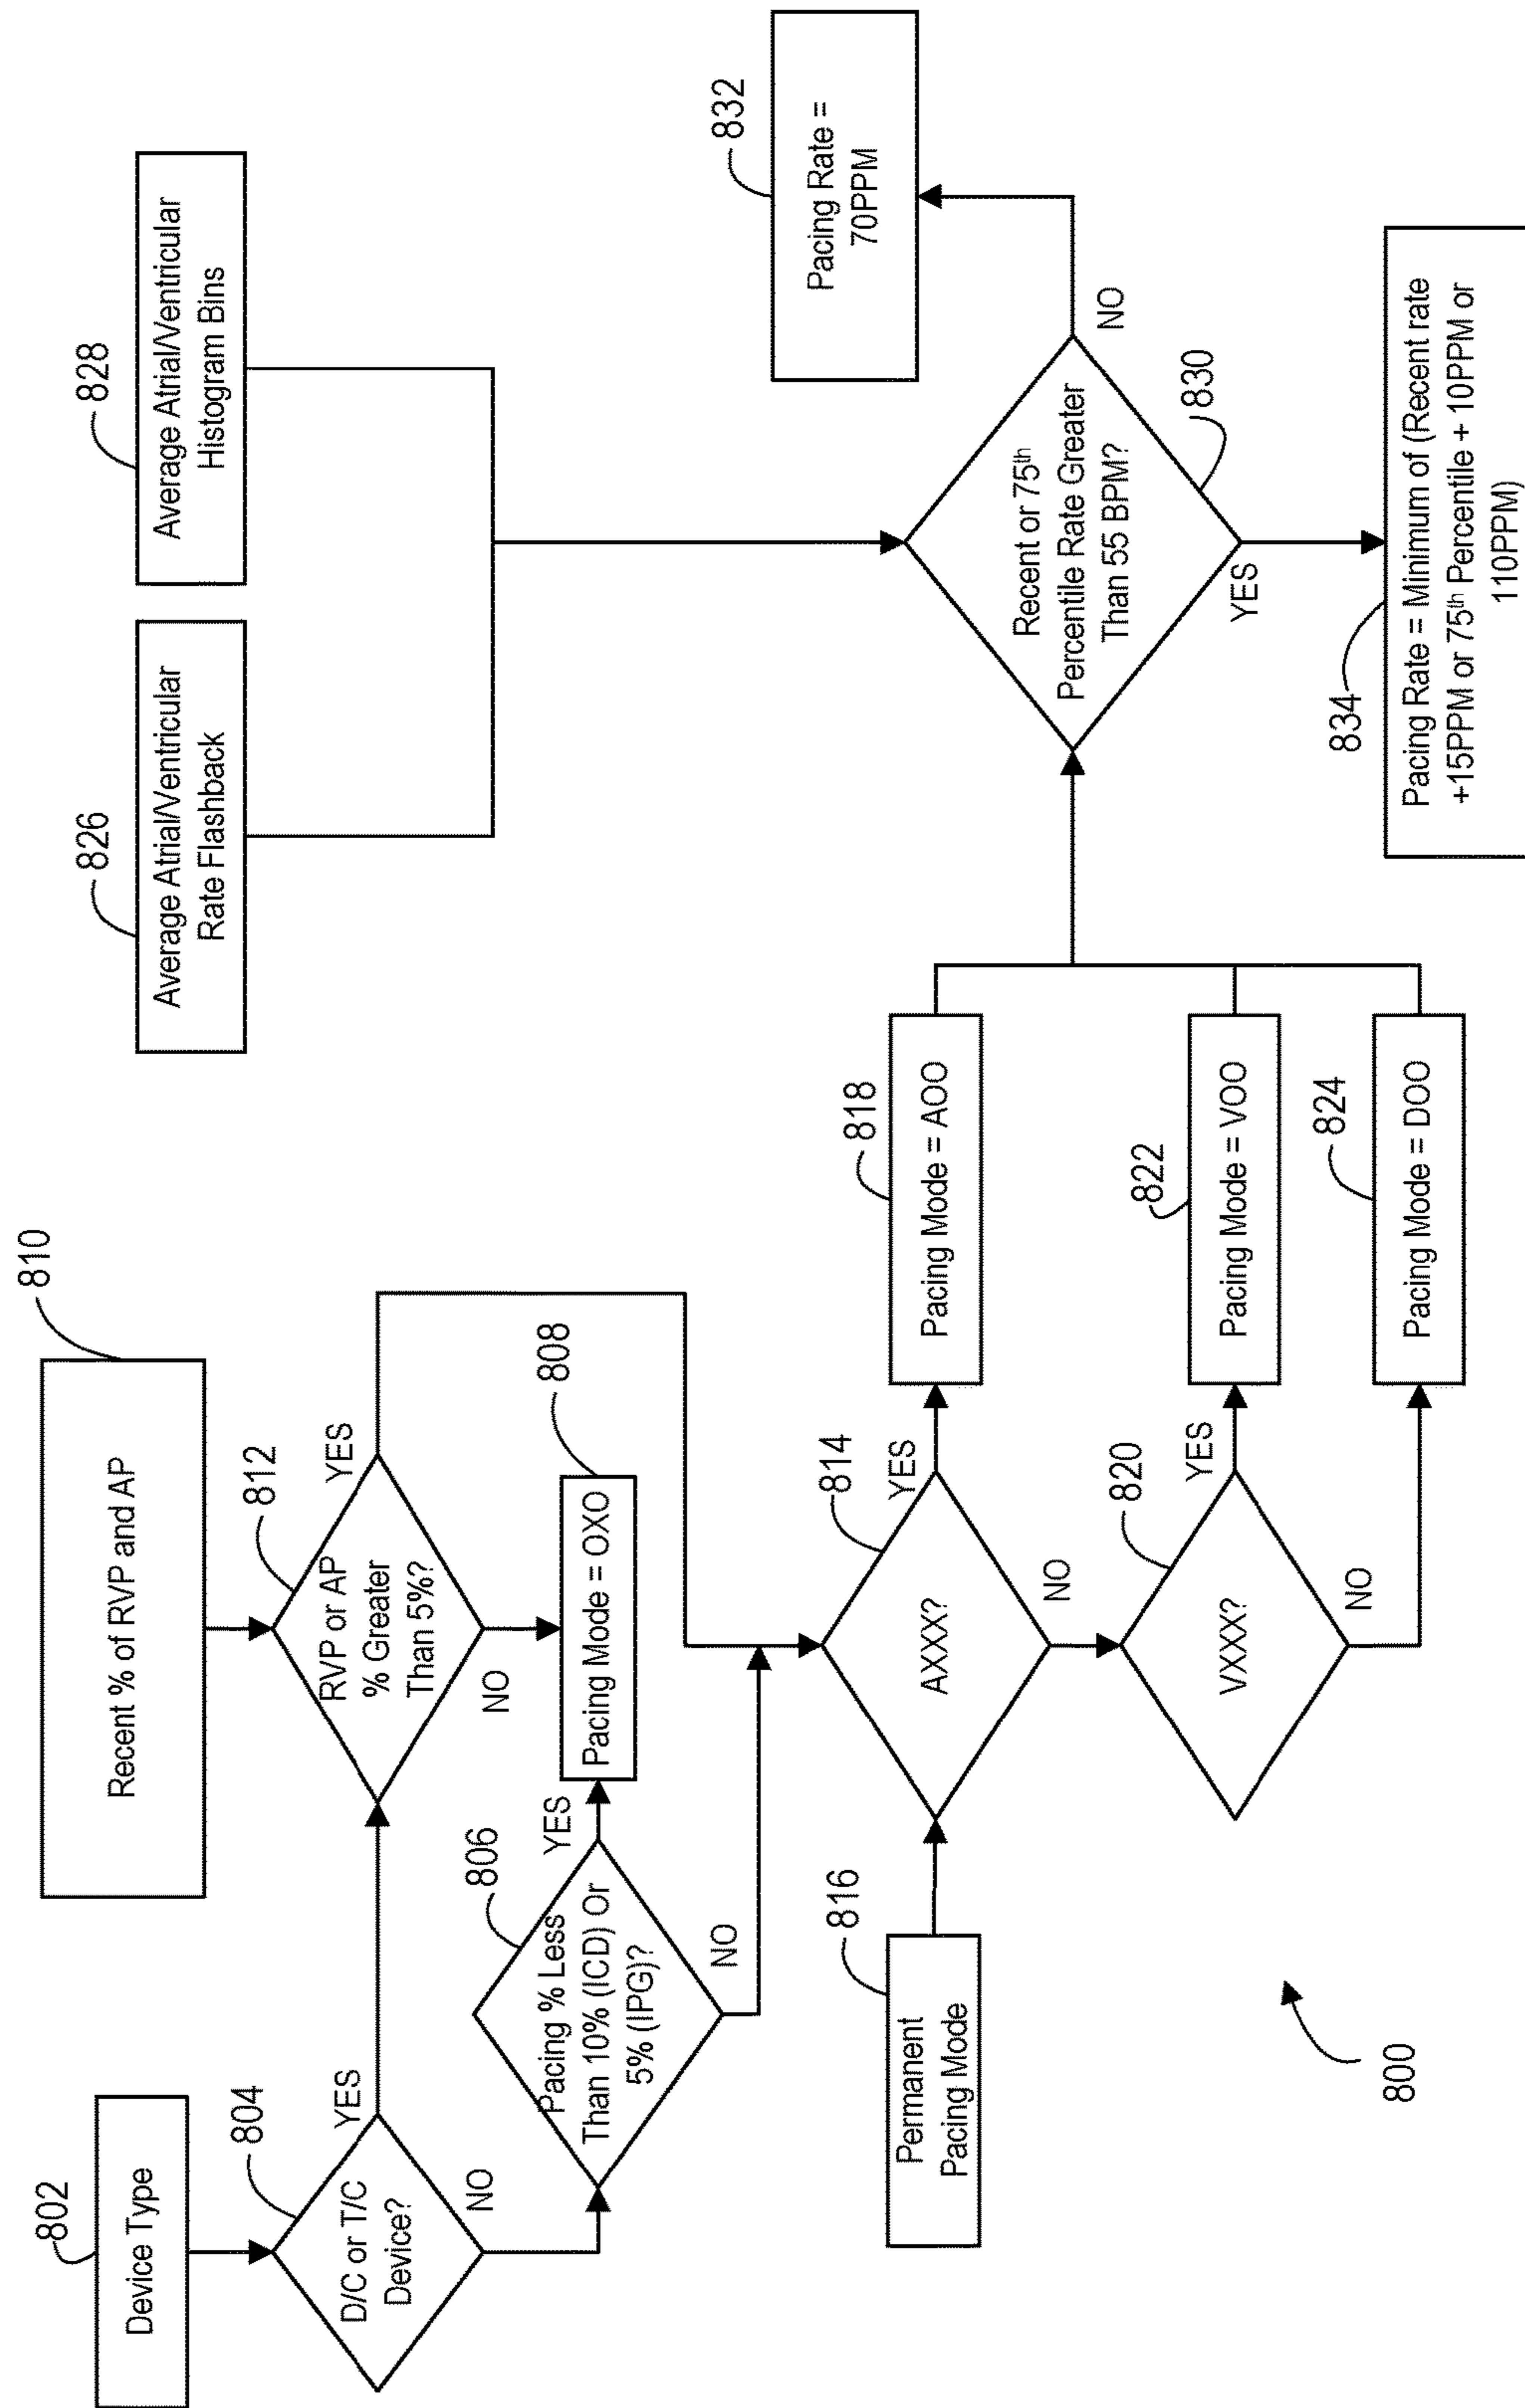 802
Device Type
804
D/C or T/C
Device?
YES
NO
810
Recent % of RVP and AP
812
RVP or AP
% Greater
Than 5%?
YES
NO
806
Pacing % Less
Than 10% (ICD) Or
5% (IPG)?
YES
NO
808
Pacing Mode = OXO
816
Permanent
Pacing Mode
814
AXXX?
YES
NO
818
Pacing Mode = AOO
820
VXXX?
YES
NO
822
Pacing Mode = VOO
824
Pacing Mode = DOO
826
Average Atrial/Ventricular
Rate Flashback
828
Average Atrial/Ventricular
Histogram Bins
Recent or 75th
Percentile Rate Greater
Than 55 BPM?
830
NO
YES
832
Pacing Rate =
70PPM
834
Pacing Rate = Minimum of (Recent rate
+15PPM or 75th Percentile + 10PPM or
110PPM)
800